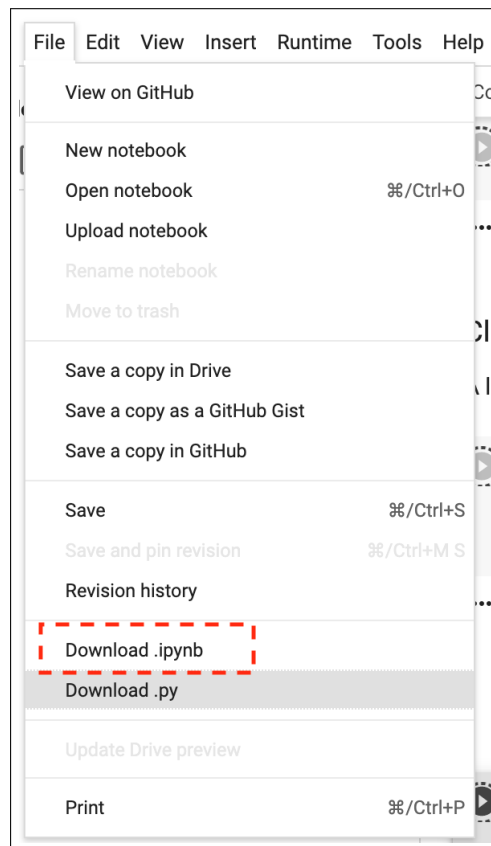 File Edit View Insert Runtime Tools Help
View on GitHub
New notebook
Open notebook ⌘/Ctrl+O
Upload notebook
Rename notebook
Move to trash
Save a copy in Drive
Save a copy as a GitHub Gist
Save a copy in GitHub
Save ⌘/Ctrl+S
Save and pin revision ⌘/Ctrl+M S
Revision history
Download .ipynb
Download .py
Update Drive preview
Print ⌘/Ctrl+P